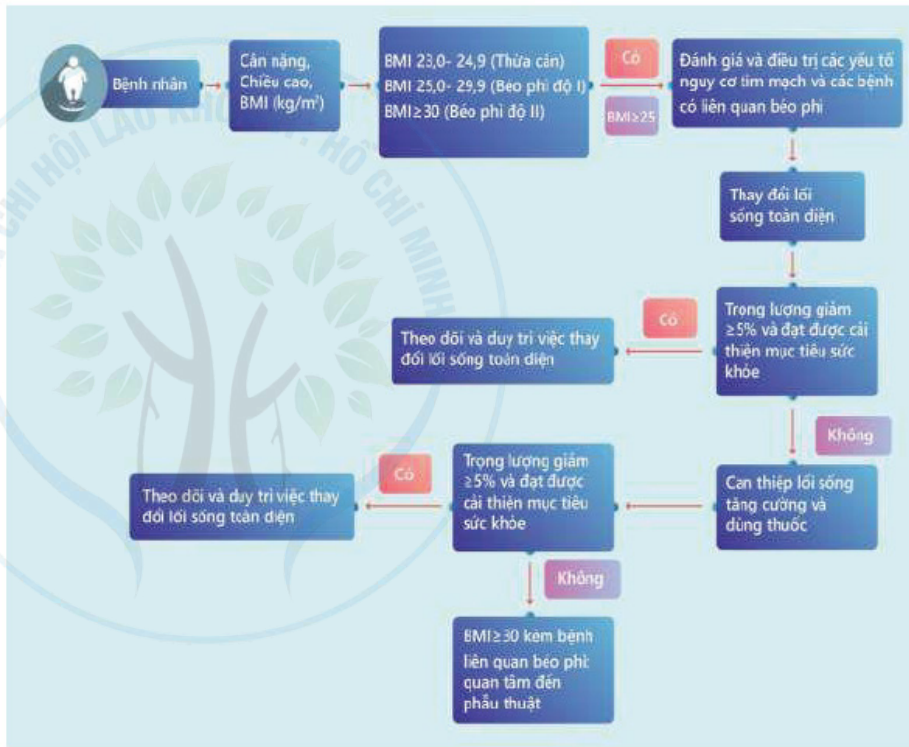 Bệnh nhân
Cân nặng,
Chiều cao,
BMI (kg/m²)
BMI 23,0- 24,9 (Thừa cân)
BMI 25,0- 29,9 (Béo phì độ I)
BMI≥30 (Béo phì độ II)
Có
BMI≥25
Đánh giá và điều trị các yếu tố
nguy cơ tim mạch và các bệnh
có liên quan béo phì
Thay đổi lối
sống toàn diện
Trọng lượng giảm
≥5% và đạt được cải
thiện mục tiêu sức
khỏe
Có
Theo dõi và duy trì việc thay
đổi lối sống toàn diện
Không
Can thiệp lối sống
tăng cường và
dùng thuốc
Trọng lượng giảm
≥5% và đạt được
cải thiện mục tiêu
sức khỏe
Có
Theo dõi và duy trì việc thay
đổi lối sống toàn diện
Không
BMI≥30 kèm bệnh
liên quan béo phì:
quan tâm đến
phẫu thuật
CHI HỘI LAO HỒ CHÍ MINH